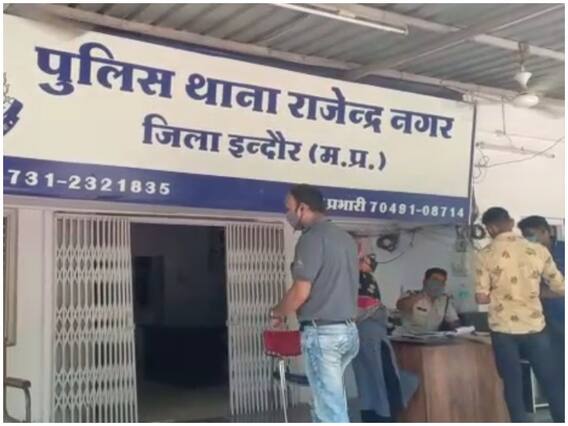 पुलिस थाना राजेन्द्र नगर
जिला इन्दौर (म.प्र.)
731-2321835
प्रभारी 70491-08714